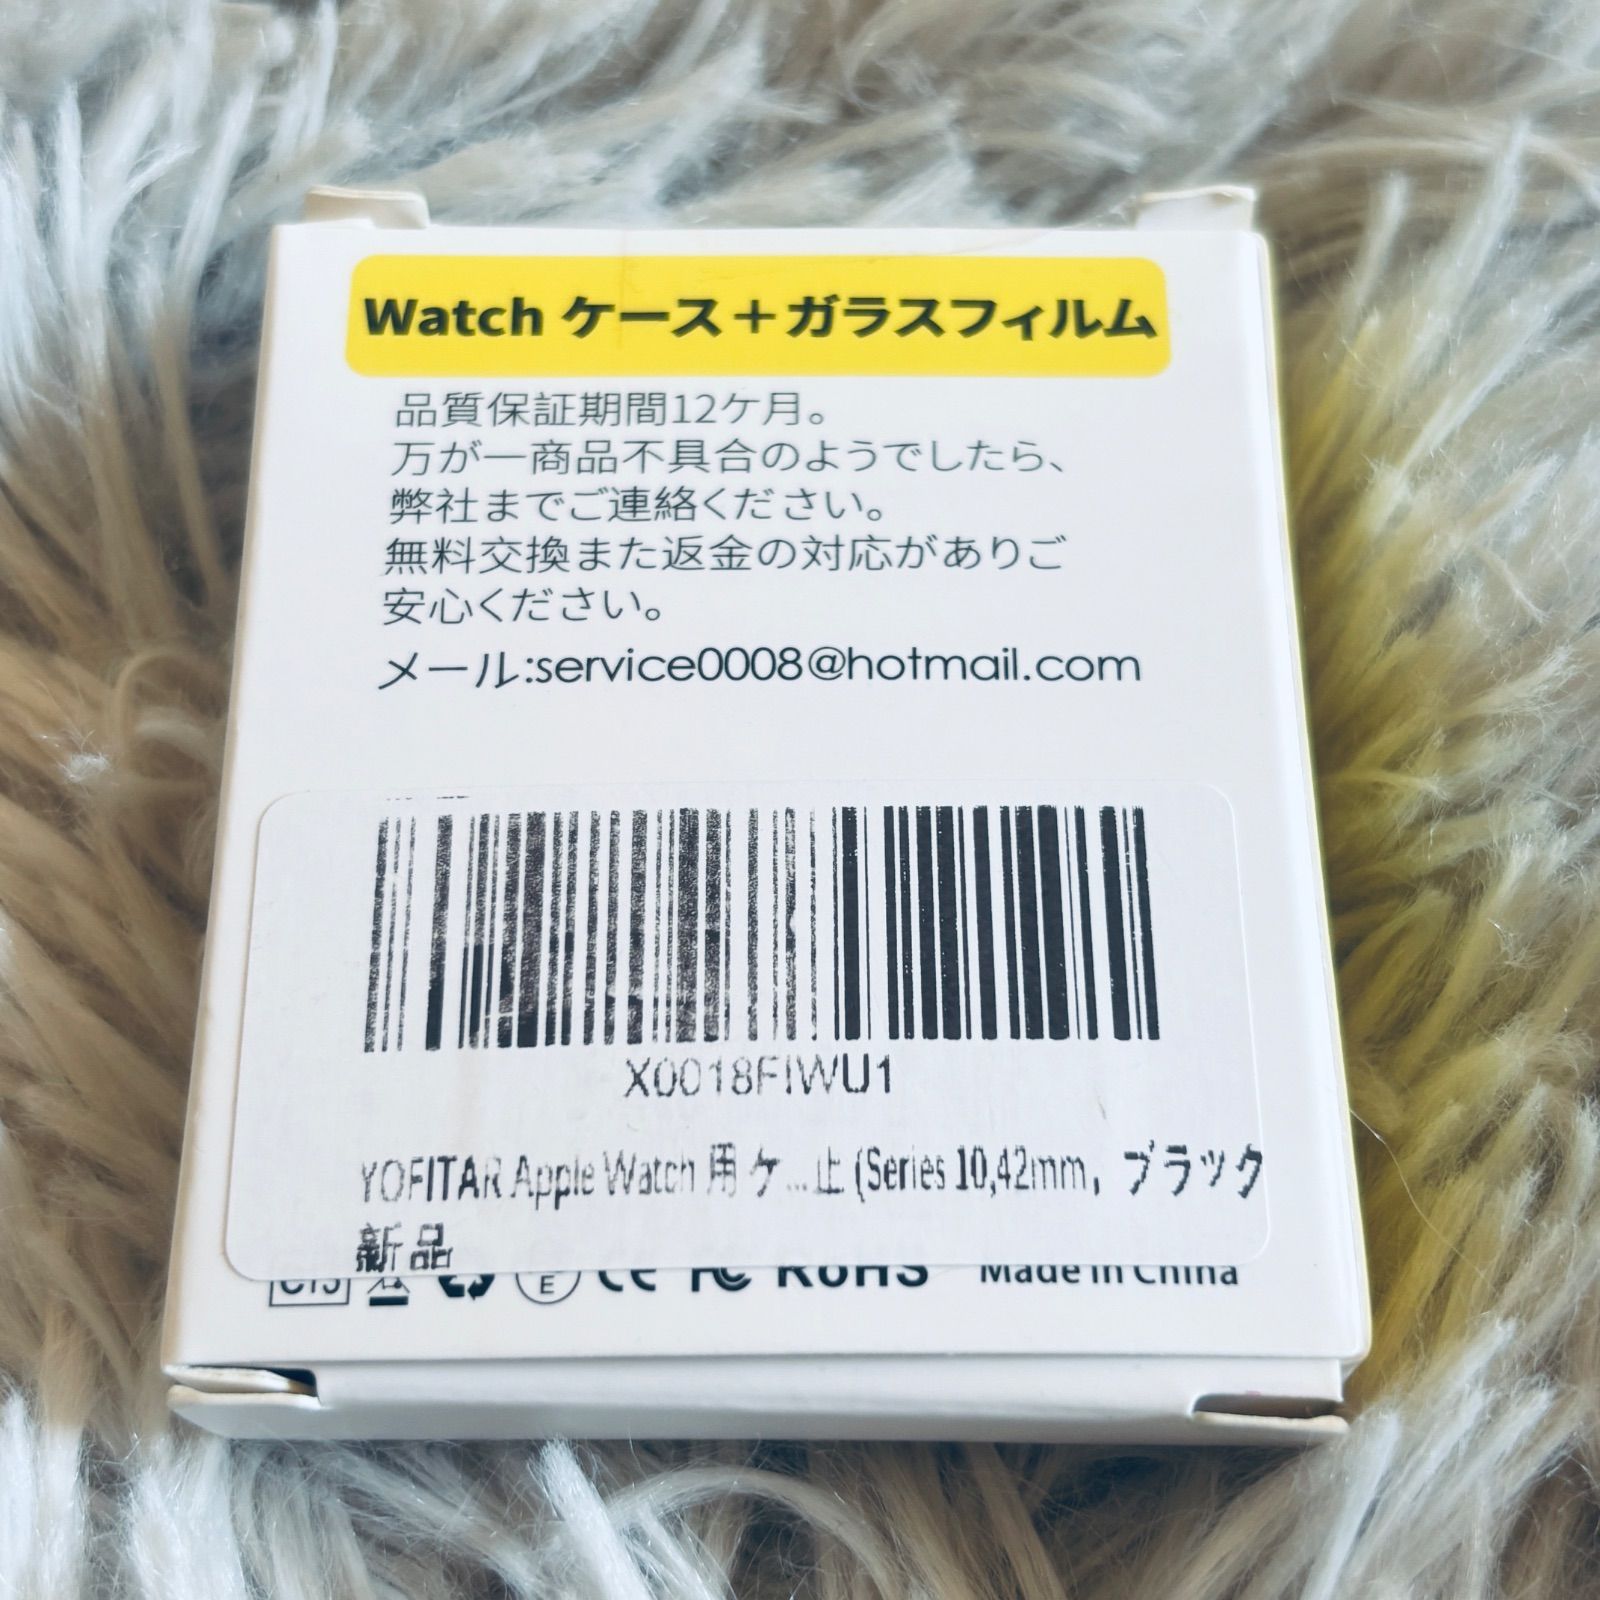 Watch ケース＋ガラスフィルム
品質保証期間12ケ月。
万が一商品不具合のようでしたら、
弊社までご連絡ください。
無料交換また返金の対応がありご
安心ください。
メール:service0008@hotmail.com
X0018FIWU1
YOFITAR Apple Watch 用 ケ...止 (Series 10,42mm, ブラック
新品
E CE FC RoHS Made in China